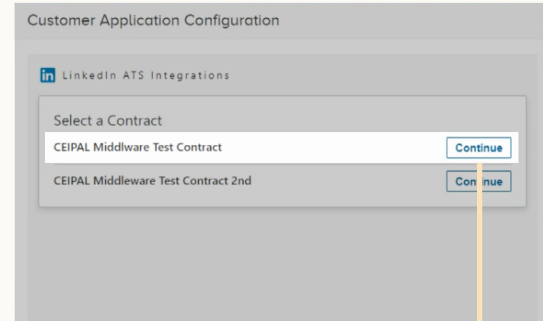 Customer Application Configuration
in LinkedIn ATS Integrations
Select a Contract
CEIPAL Middlware Test Contract Continue
CEIPAL Middleware Test Contract 2nd Continue